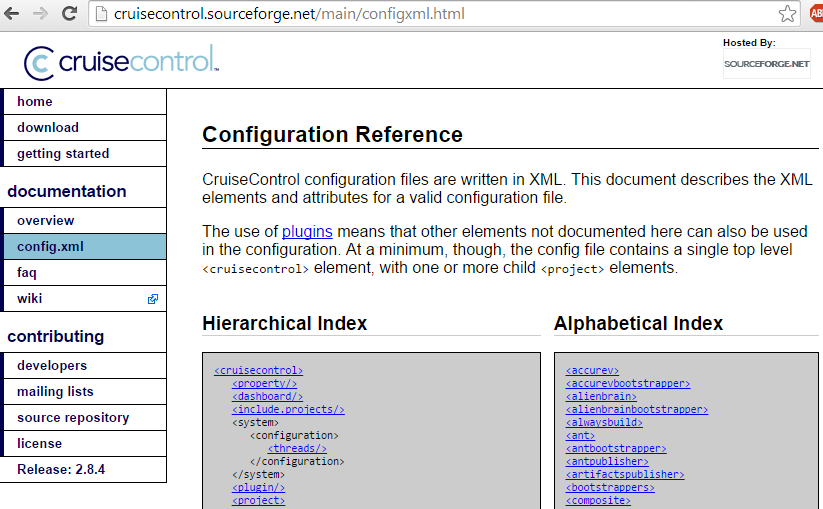 cruisecontrol.sourceforge.net/main/configxml.html
AB
cruisecontrol™
Hosted By:
SOURCEFORGE.NET
home
download
getting started
documentation
overview
config.xml
faq
wiki
contributing
developers
mailing lists
source repository
license
Release: 2.8.4
Configuration Reference
CruiseControl configuration files are written in XML. This document describes the XML
elements and attributes for a valid configuration file.
The use of plugins means that other elements not documented here can also be used
in the configuration. At a minimum, though, the config file contains a single top level
<cruisecontrol> element, with one or more child <project> elements.
Hierarchical Index
<cruisecontrol>
<property/>
<dashboard/>
<include.projects/>
<system>
<configuration>
<threads/>
</configuration>
</system>
<plugin/>
<project>
Alphabetical Index
<accurev>
<accurevbootstrapper>
<alienbrain>
<alienbrainbootstrapper>
<alwaysbuild>
<ant>
<antbootstrapper>
<antpublisher>
<artifactspublisher>
<bootstrappers>
<composite>